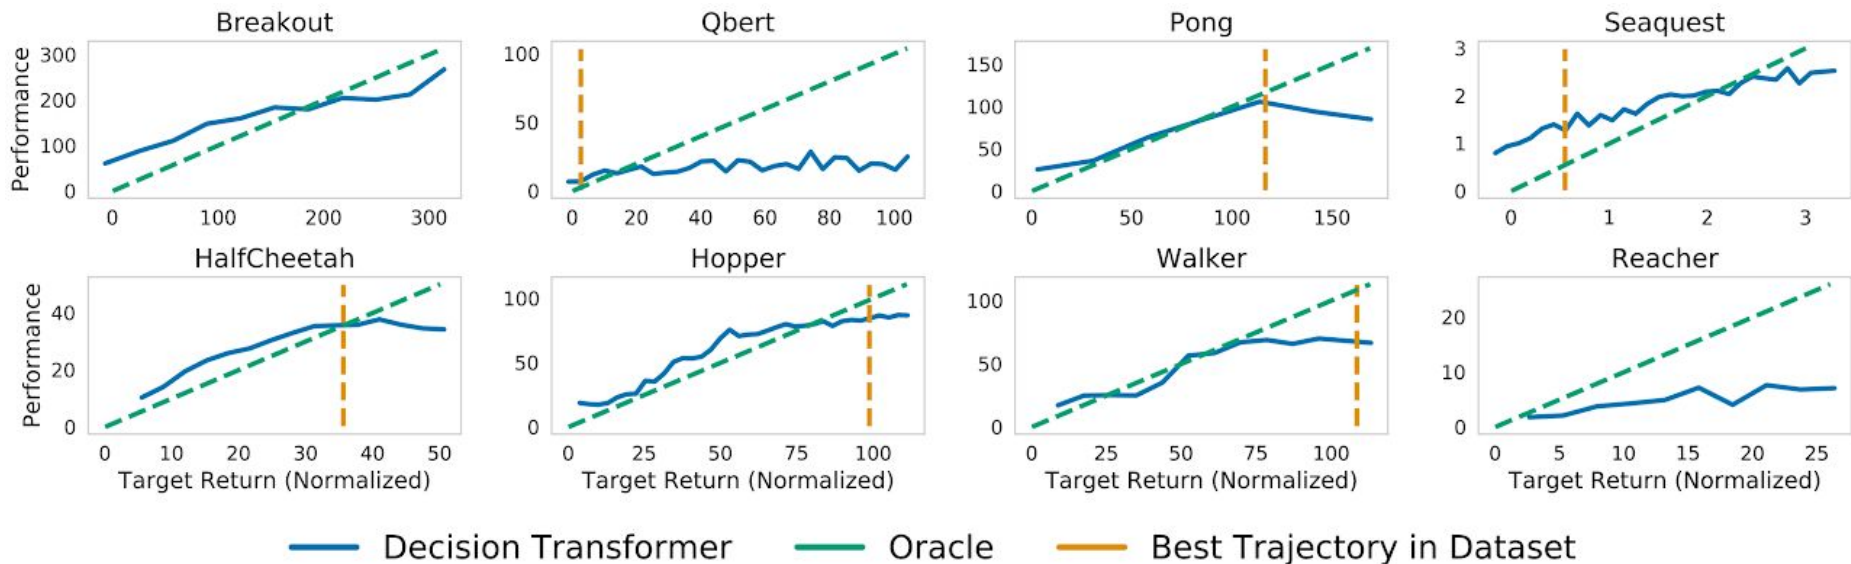 Breakout
Qbert
Pong
Seaquest
Performance
300
200
100
0
0 100 200 300
100
50
0
0 20 40 60 80 100
150
100
50
0
0 50 100 150
3
2
1
0
0 1 2 3
HalfCheetah
Hopper
Walker
Reacher
Performance
40
20
0
0 10 20 30 40 50
Target Return (Normalized)
100
50
0
0 25 50 75 100
Target Return (Normalized)
100
50
0
0 25 50 75 100
Target Return (Normalized)
20
10
0
0 5 10 15 20 25
Target Return (Normalized)
Decision Transformer Oracle Best Trajectory in Dataset